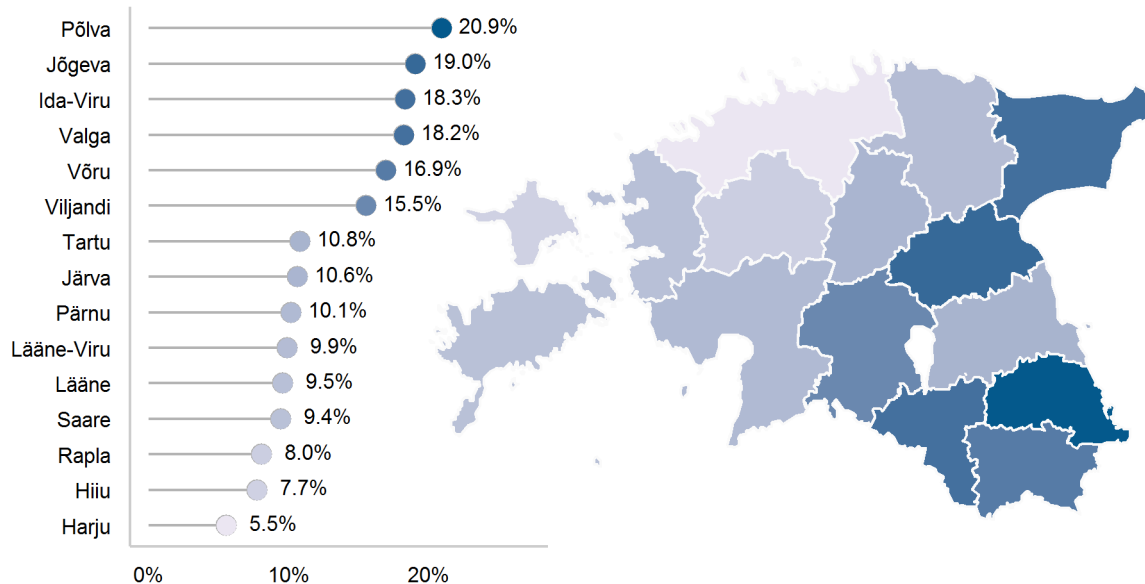 Põlva 20.9%
Jõgeva 19.0%
Ida-Viru 18.3%
Valga 18.2%
Võru 16.9%
Viljandi 15.5%
Tartu 10.8%
Järva 10.6%
Pärnu 10.1%
Lääne-Viru 9.9%
Lääne 9.5%
Saare 9.4%
Rapla 8.0%
Hiiu 7.7%
Harju 5.5%
0% 10% 20%